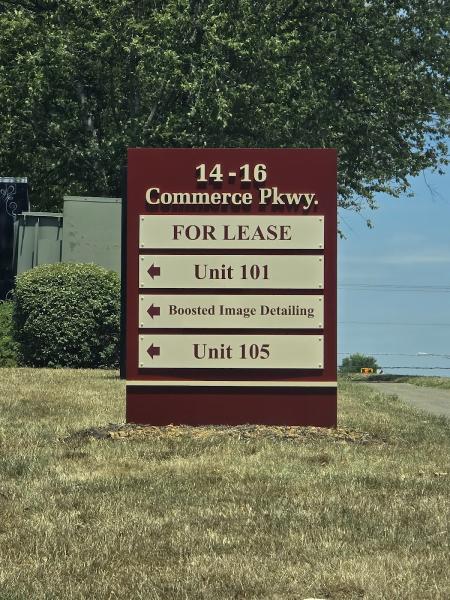 14-16
Commerce Pkwy.
FOR LEASE
Unit 101
Boosted Image Detailing
Unit 105